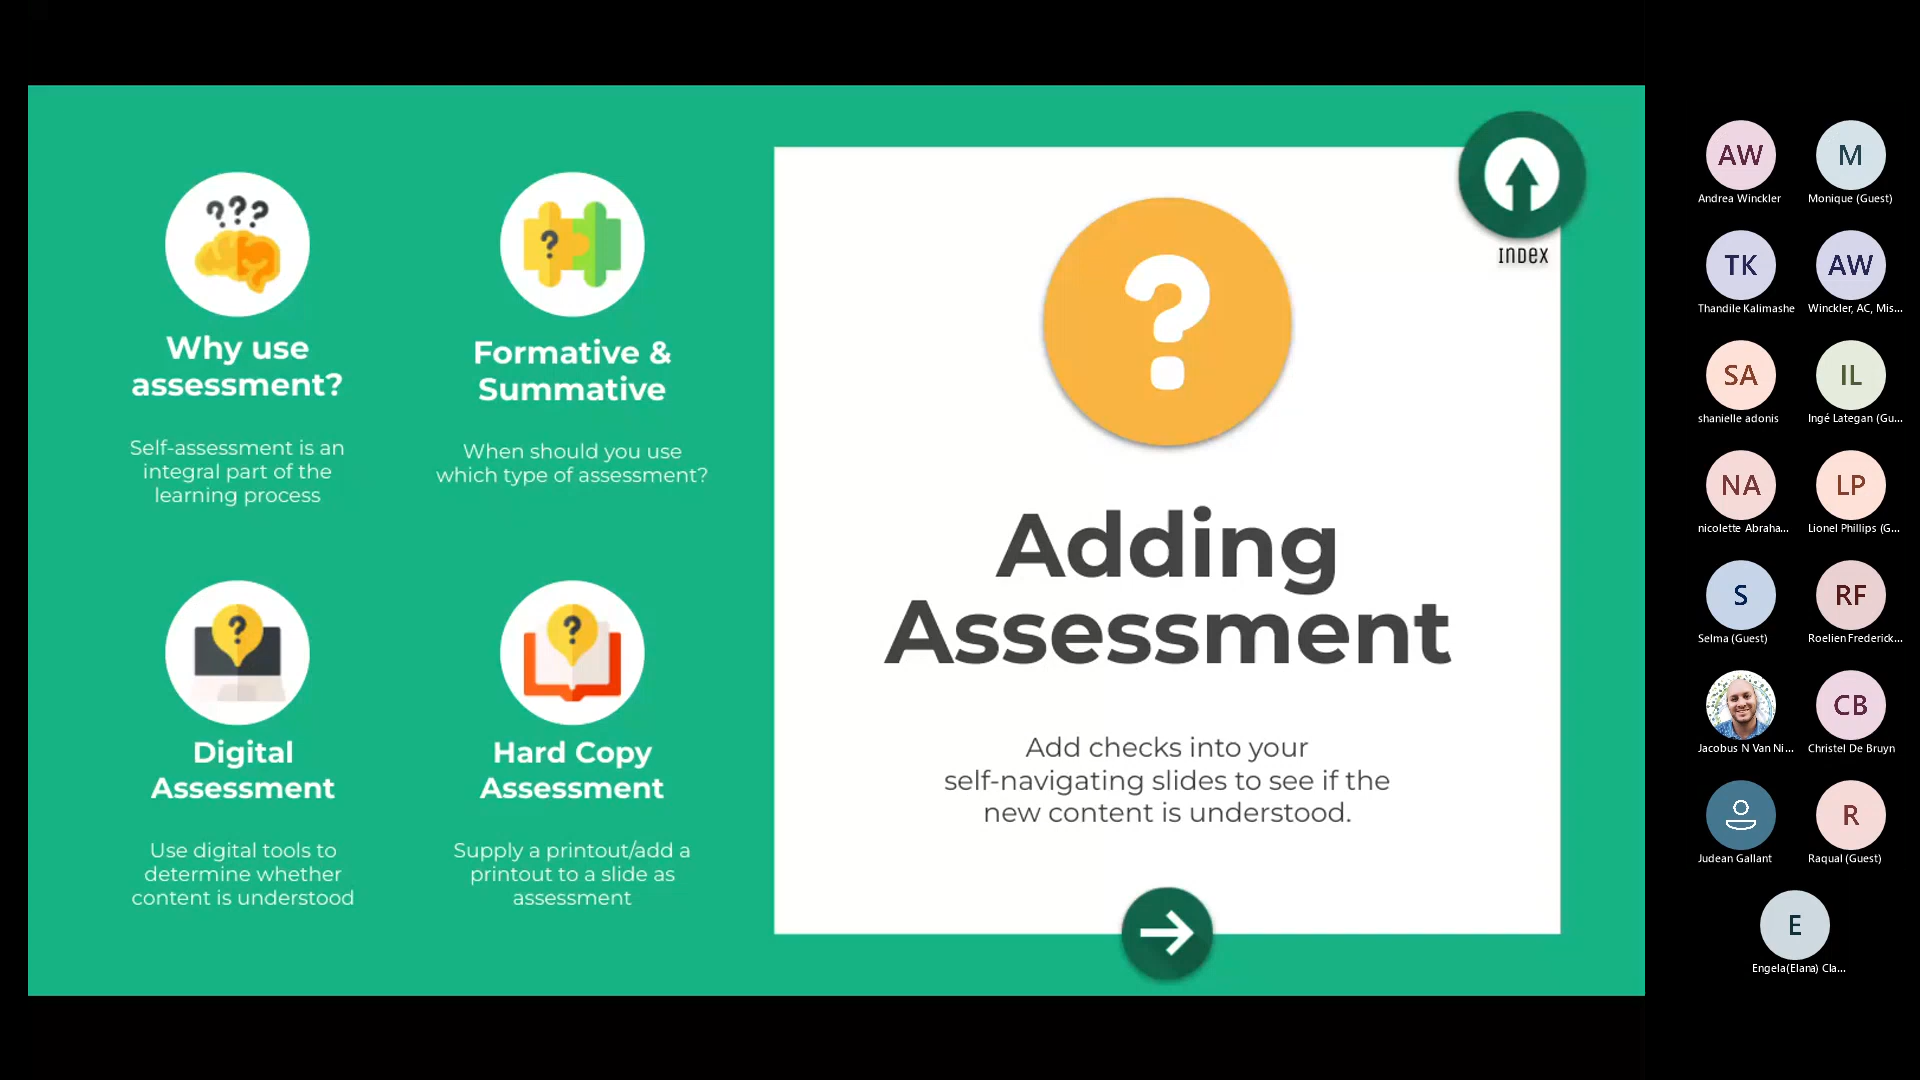 ? ? ?
Why use
assessment?
Self-assessment is an
integral part of the
learning process
?
Formative &
Summative
When should you use
which type of assessment?
?
Digital
Assessment
Use digital tools to
determine whether
content is understood
?
Hard Copy
Assessment
Supply a printout/add a
printout to a slide as
assessment
INDEX
?
Adding
Assessment
Add checks into your
self-navigating slides to see if the
new content is understood.
AW
Andrea Winckler
M
Monique (Guest)
TK
Thandile Kalimashe
AW
Winckler, AC, Mis...
SA
shanielle adonis
IL
Ingé Lategan (Gu...
NA
nicolette Abraha...
LP
Lionel Phillips (G...
S
Selma (Guest)
RF
Roelien Frederick...
Jacobus N Van Ni...
CB
Christel De Bruyn
Judean Gallant
R
Raqual (Guest)
E
Engela(Elana) Cla...